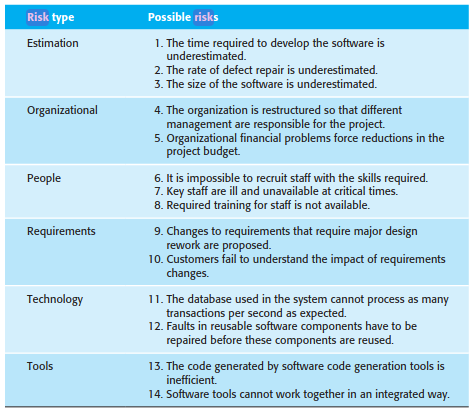 Risk type Possible risks
Estimation 1. The time required to develop the software is
underestimated.
2. The rate of defect repair is underestimated.
3. The size of the software is underestimated.
Organizational 4. The organization is restructured so that different
management are responsible for the project.
5. Organizational financial problems force reductions in the
project budget.
People 6. It is impossible to recruit staff with the skills required.
7. Key staff are ill and unavailable at critical times.
8. Required training for staff is not available.
Requirements 9. Changes to requirements that require major design
rework are proposed.
10. Customers fail to understand the impact of requirements
changes.
Technology 11. The database used in the system cannot process as many
transactions per second as expected.
12. Faults in reusable software components have to be
repaired before these components are reused.
Tools 13. The code generated by software code generation tools is
inefficient.
14. Software tools cannot work together in an integrated way.